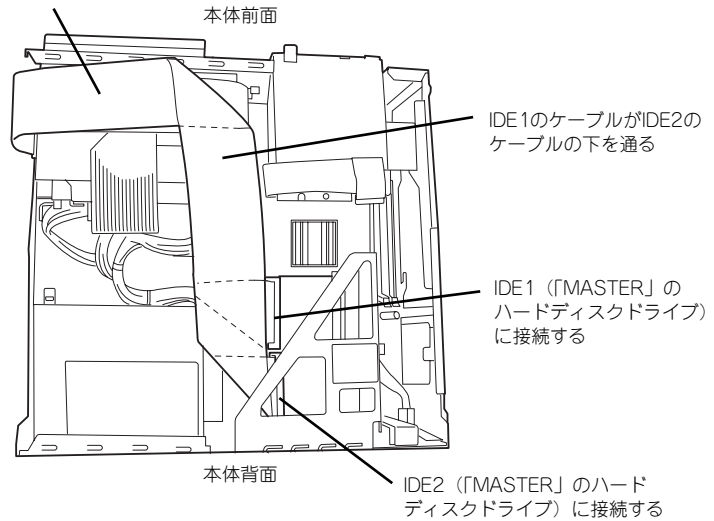 本体前面
IDE1のケーブルがIDE2の
ケーブルの下を通る
IDE1（「MASTER」の
ハードディスクドライブ）
に接続する
本体背面
IDE2（「MASTER」のハード
ディスクドライブ）に接続する